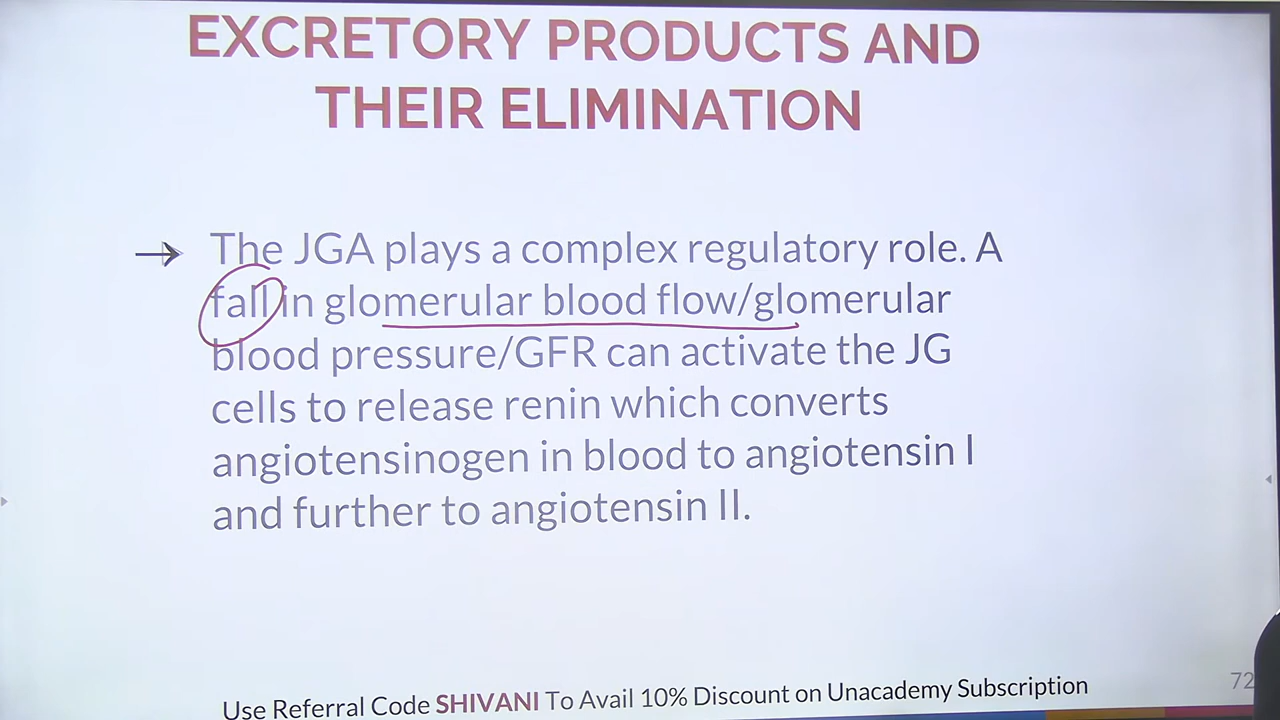 EXCRETORY PRODUCTS AND
THEIR ELIMINATION
→ The JGA plays a complex regulatory role. A
fall in glomerular blood flow/glomerular
blood pressure/GFR can activate the JG
cells to release renin which converts
angiotensinogen in blood to angiotensin I
and further to angiotensin II.
Use Referral Code SHIVANI To Avail 10% Discount on Unacademy Subscription
72